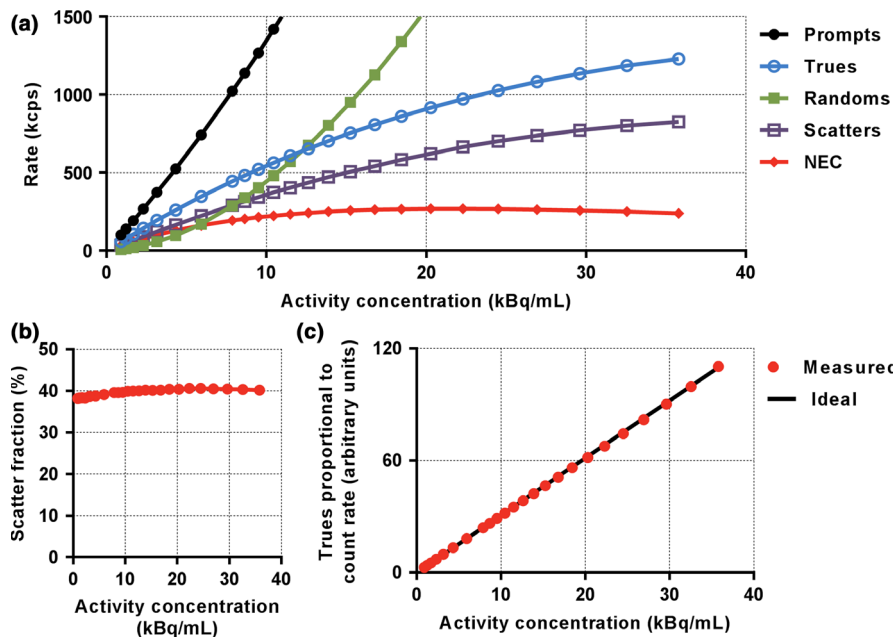 (a)
1500
1000
500
0
Rate (kcps)
0
10
20
30
40
Activity concentration (kBq/mL)
Prompts
Trues
Randoms
Scatters
NEC
(b)
50
40
30
20
10
0
Scatter fraction (%)
0
10
20
30
40
Activity concentration
(kBq/mL)
(c)
120
60
0
Trues proportional to
count rate (arbitrary units)
0
10
20
30
40
Activity concentration (kBq/mL)
Measured
Ideal